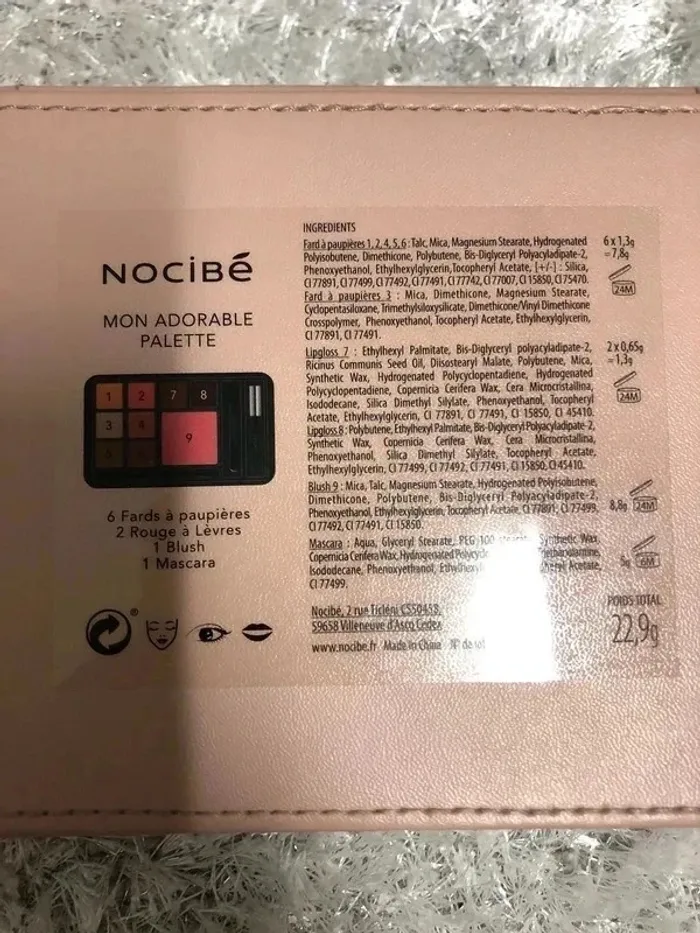 NOCIBÉ
MON ADORABLE
PALETTE
1 2 7 8
3 4 9
6 Fards à paupières
2 Rouge à Lèvres
1 Blush
1 Mascara
INGREDIENTS
Fard à paupières 1, 2, 4, 5, 6 : Talc, Mica, Magnesium Stearate, Hydrogenated
Polyisobutene, Dimethicone, Polybutene, Bis-Diglyceryl Polyacyladipate-2,
Phenoxyethanol, Ethylhexylglycerin, Tocopheryl Acetate, [+/-] : Silica,
CI 77891, CI 77499, CI 77492, CI 77491, CI 77742, CI 77007, CI 15850, CI 75470.
Fard à paupières 3 : Mica, Dimethicone, Magnesium Stearate,
Cyclopentasiloxane, Trimethylsiloxysilicate, Dimethicone/Vinyl Dimethicone
Crosspolymer, Phenoxyethanol, Tocopheryl Acetate, Ethylhexylglycerin,
CI 77891, CI 77491.
6 x 1,3g
= 7,8g
24M
Lipgloss 7 : Ethylhexyl Palmitate, Bis-Diglyceryl polyacyladipate-2,
Ricinus Communis Seed Oil, Diisostearyl Malate, Polybutene, Mica,
Synthetic Wax, Hydrogenated Polycyclopentadiene, Hydrogenated
Polycyclopentadiene, Copernicia Cerifera Wax, Cera Microcristallina,
Isododecane, Silica Dimethyl Silylate, Phenoxyethanol, Tocopheryl
Acetate, Ethylhexylglycerin, CI 77891, CI 77491, CI 15850, CI 45410.
Lipgloss 8 : Polybutene, Ethylhexyl Palmitate, Bis-Diglyceryl Polyacyladipate-2,
Synthetic Wax, Copernicia Cerifera Wax, Cera Microcristallina,
Phenoxyethanol, Silica Dimethyl Silylate, Tocopheryl Acetate,
Ethylhexylglycerin, CI 77499, CI 77492, CI 77491, CI 15850, CI 45410.
2 x 0,65g
= 1,3g
24M
Blush 9 : Mica, Talc, Magnesium Stearate, Hydrogenated Polyisobutene,
Dimethicone, Polybutene, Bis-Diglyceryl Polyacyladipate-2,
Phenoxyethanol, Ethylhexylglycerin, Tocopheryl Acetate, CI 77891, CI 77499,
CI 77492, CI 77491, CI 15850.
8,8g 24M
Mascara : Aqua, Glyceryl Stearate, PEG-100 Synthetic Wax,
Copernicia Cerifera Wax, Triethanolamine,
Isododecane, Phenoxyethanol, Acetate,
CI 77499.
5g 6M
Nocibé, 2 rue Ticléni CS50458,
59658 Villeneuve d'Ascq Cedex
www.nocibe.fr Made in China N° de
POIDS TOTAL
22,9g